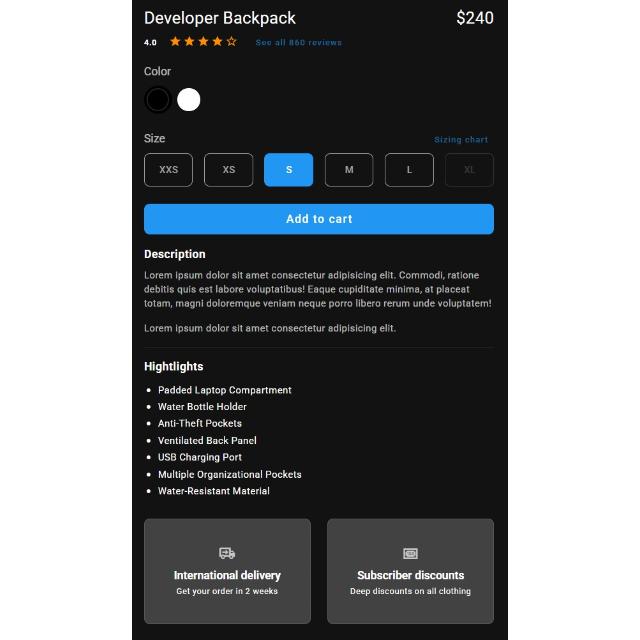 Developer Backpack $240
4.0 See all 860 reviews
Color
Size Sizing chart
XXS XS S M L XL
Add to cart
Description
Lorem ipsum dolor sit amet consectetur adipisicing elit. Commodi, ratione
debitis quis est labore voluptatibus! Eaque cupiditate minima, at placeat
totam, magni doloremque veniam neque porro libero rerum unde voluptatem!
Lorem ipsum dolor sit amet consectetur adipisicing elit.
Hightlights
Padded Laptop Compartment
Water Bottle Holder
Anti-Theft Pockets
Ventilated Back Panel
USB Charging Port
Multiple Organizational Pockets
Water-Resistant Material
International delivery
Get your order in 2 weeks
Subscriber discounts
Deep discounts on all clothing